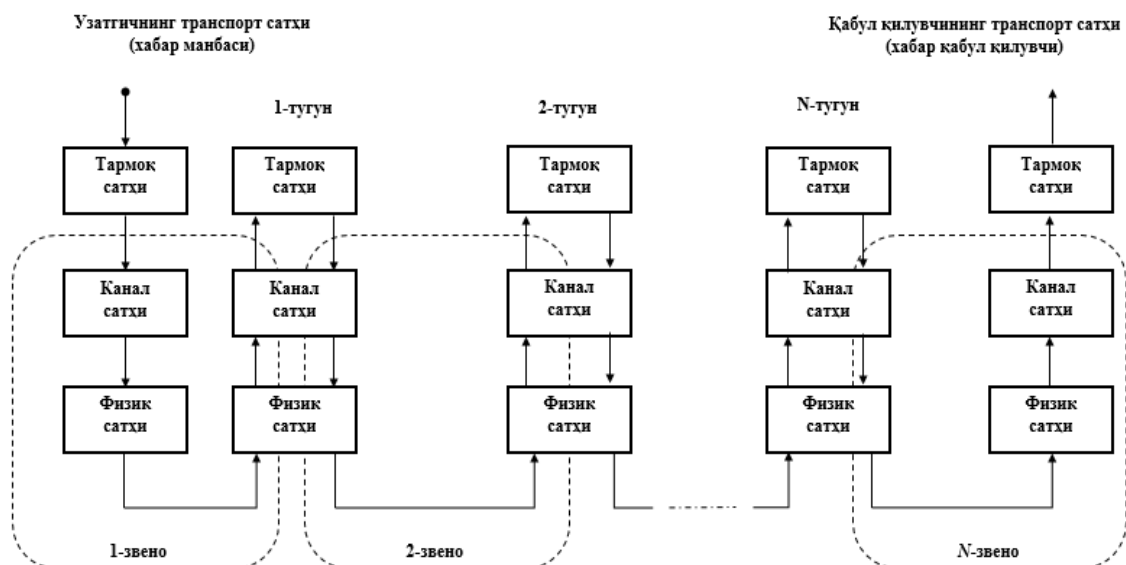 Узатгичнинг транспорт сатҳи
(хабар манбаси)
Қабул қилувчининг транспорт сатҳи
(хабар қабул қилувчи)
1-тугун
2-тугун
N-тугун
Тармоқ
сатҳи
Тармоқ
сатҳи
Тармоқ
сатҳи
Тармоқ
сатҳи
Тармоқ
сатҳи
Канал
сатҳи
Канал
сатҳи
Канал
сатҳи
Канал
сатҳи
Канал
сатҳи
Физик
сатҳи
Физик
сатҳи
Физик
сатҳи
Физик
сатҳи
Физик
сатҳи
1-звено
2-звено
N-звено